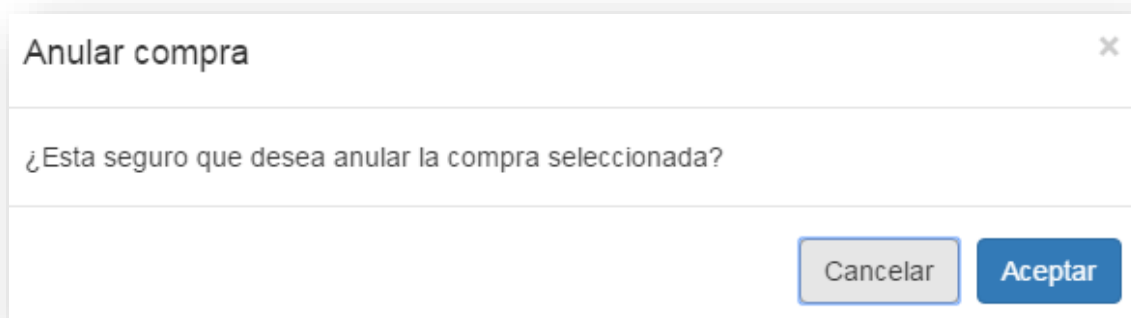 Anular compra
¿Esta seguro que desea anular la compra seleccionada?
Cancelar Aceptar